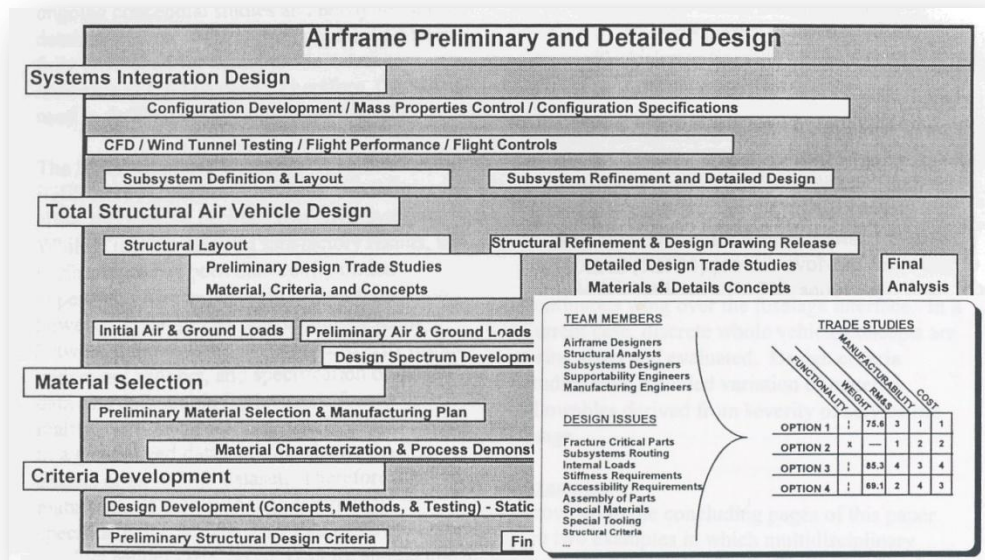 Airframe Preliminary and Detailed Design
Systems Integration Design
Configuration Development / Mass Properties Control / Configuration Specifications
CFD / Wind Tunnel Testing / Flight Performance / Flight Controls
Subsystem Definition & Layout
Subsystem Refinement and Detailed Design
Total Structural Air Vehicle Design
Structural Layout
Structural Refinement & Design Drawing Release
Preliminary Design Trade Studies
Material, Criteria, and Concepts
Detailed Design Trade Studies
Materials & Details Concepts
Final
Analysis
Initial Air & Ground Loads
Preliminary Air & Ground Loads
Design Spectrum Developme
Material Selection
Preliminary Material Selection & Manufacturing Plan
Material Characterization & Process Demonst
Criteria Development
Design Development (Concepts, Methods, & Testing) - Static
Preliminary Structural Design Criteria
Fin
TEAM MEMBERS
Airframe Designers
Structural Analysts
Subsystems Designers
Supportability Engineers
Manufacturing Engineers
DESIGN ISSUES
Fracture Critical Parts
Subsystems Routing
Internal Loads
Stiffness Requirements
Accessibility Requirements
Assembly of Parts
Special Materials
Special Tooling
Structural Criteria
...
TRADE STUDIES
FUNCTIONALITY
WEIGHT
RM&S
MANUFACTURABILITY
COST
OPTION 1 ¦ 75.6 3 1 1
OPTION 2 x — 1 2 2
OPTION 3 ¦ 85.3 4 3 4
OPTION 4 ¦ 69.1 2 4 3